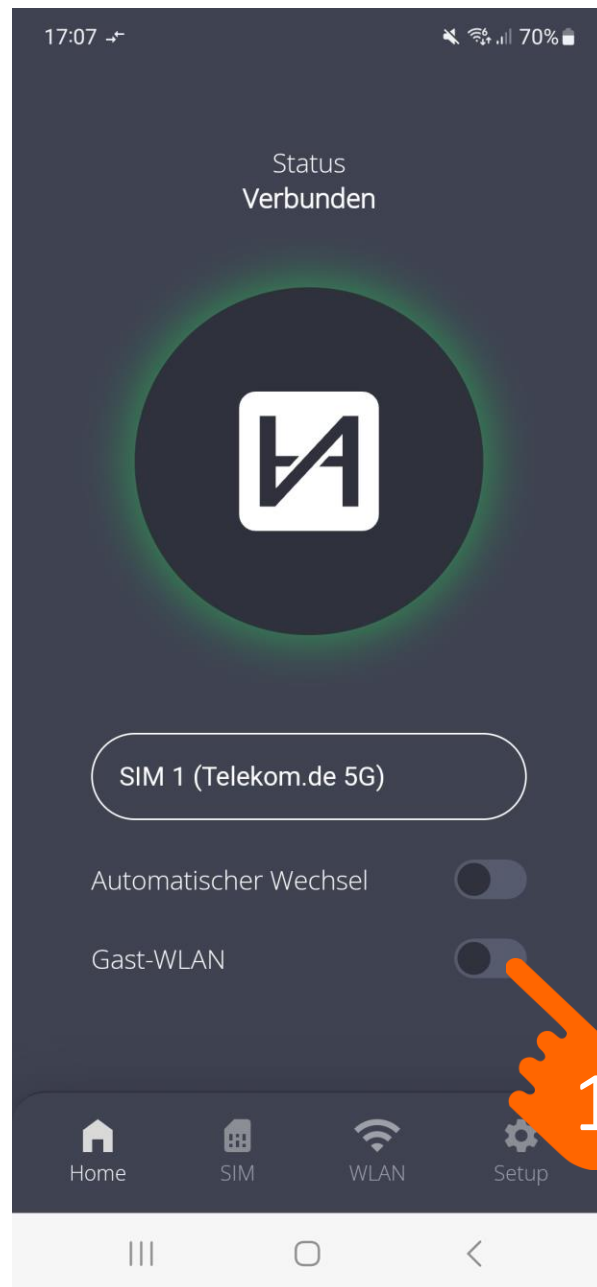 17:07 70%
Status
Verbunden
SIM 1 (Telekom.de 5G)
Automatischer Wechsel
Gast-WLAN
1
Home SIM WLAN Setup